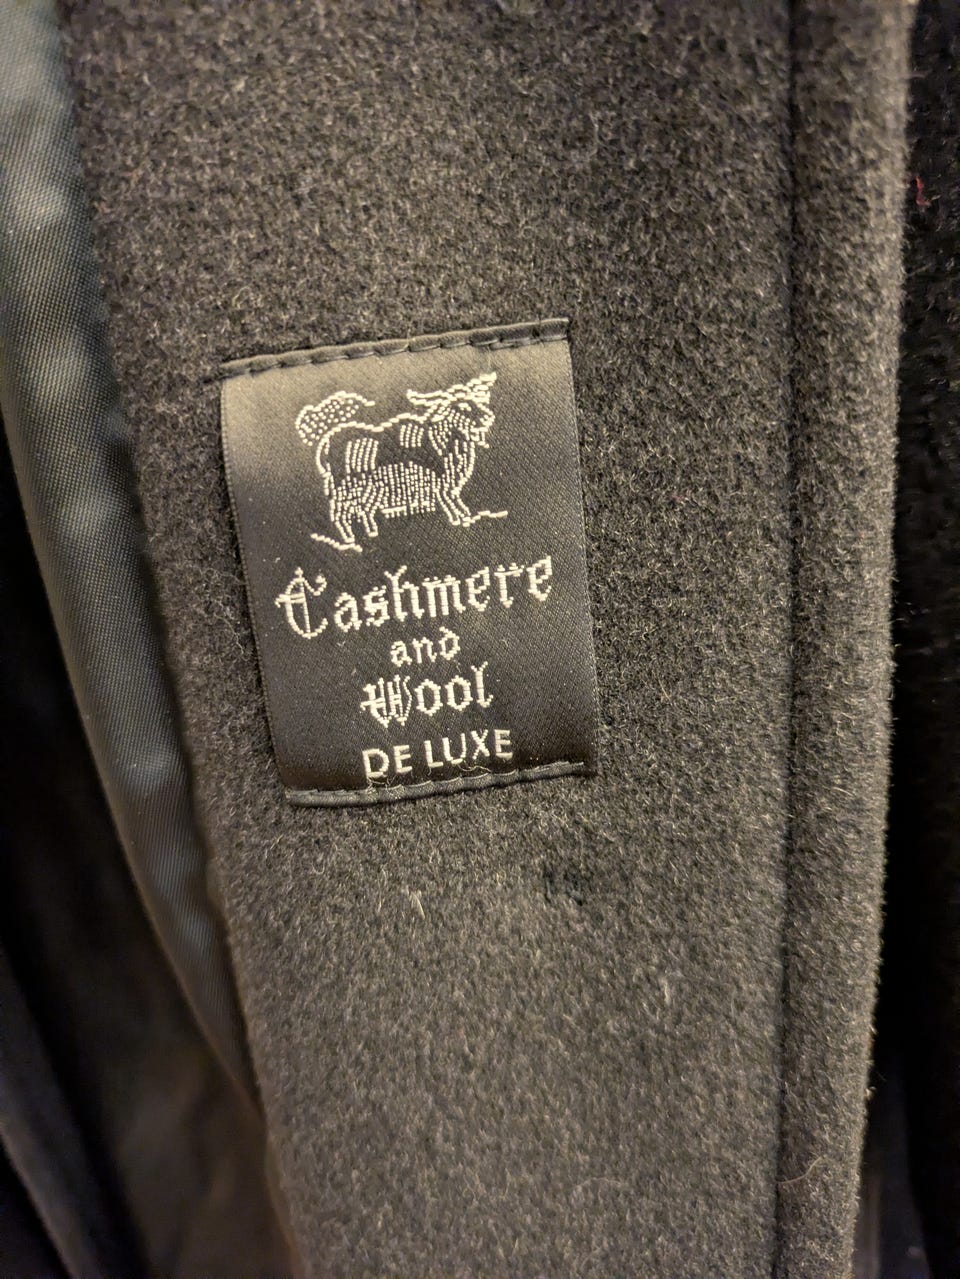 Cashmere
and
Wool
DE LUXE